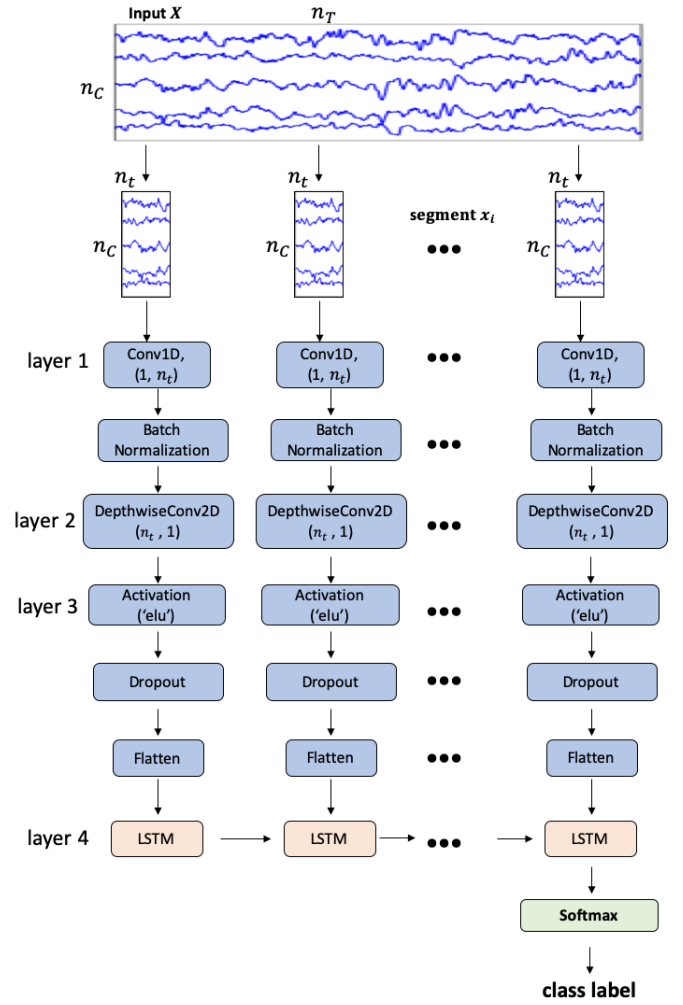 Input X n_T
n_C
n_t n_t n_t
n_C n_C segment x_i ••• n_C
layer 1 Conv1D, Conv1D, ••• Conv1D,
(1, n_t) (1, n_t) (1, n_t)
Batch Batch ••• Batch
Normalization Normalization Normalization
layer 2 DepthwiseConv2D DepthwiseConv2D ••• DepthwiseConv2D
(n_t , 1) (n_t , 1) (n_t , 1)
layer 3 Activation Activation ••• Activation
(‘elu’) (‘elu’) (‘elu’)
Dropout Dropout ••• Dropout
Flatten Flatten ••• Flatten
layer 4 LSTM LSTM ••• LSTM
Softmax
class label